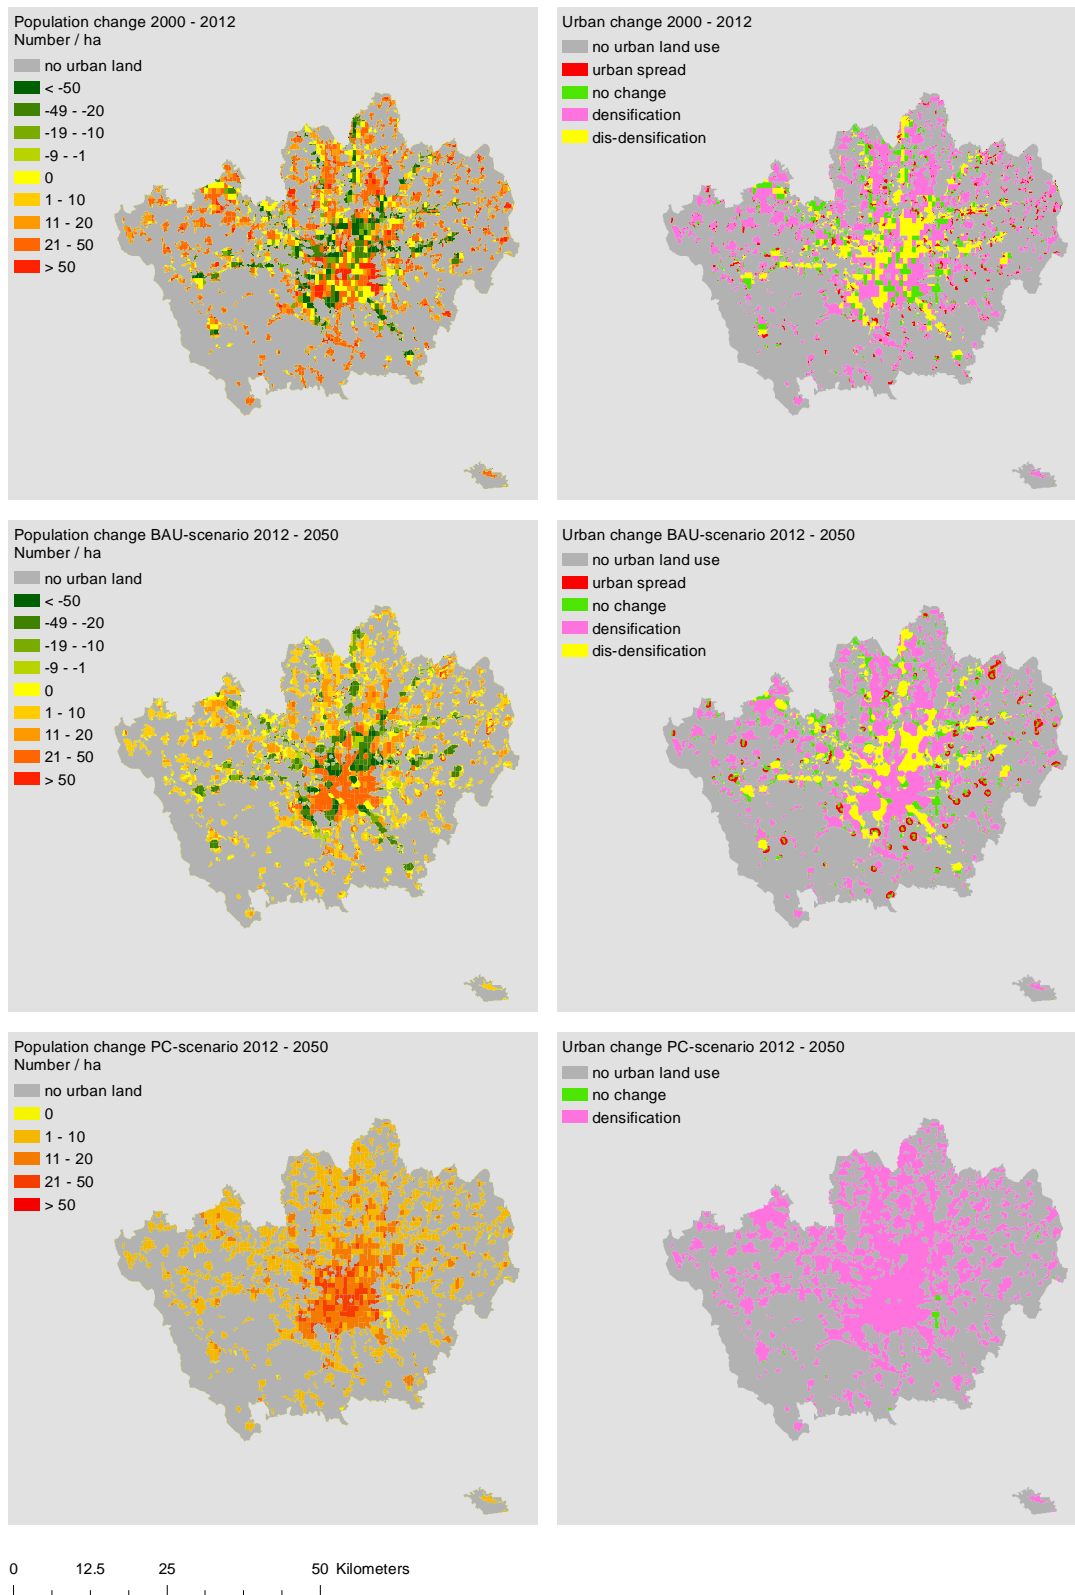 Population change 2000 - 2012
Number / ha
no urban land
< -50
-49 - -20
-19 - -10
-9 - -1
0
1 - 10
11 - 20
21 - 50
> 50
Urban change 2000 - 2012
no urban land use
urban spread
no change
densification
dis-densification
Population change BAU-scenario 2012 - 2050
Number / ha
no urban land
< -50
-49 - -20
-19 - -10
-9 - -1
0
1 - 10
11 - 20
21 - 50
> 50
Urban change BAU-scenario 2012 - 2050
no urban land use
urban spread
no change
densification
dis-densification
Population change PC-scenario 2012 - 2050
Number / ha
no urban land
0
1 - 10
11 - 20
21 - 50
> 50
Urban change PC-scenario 2012 - 2050
no urban land use
no change
densification
0 12.5 25 50 Kilometers